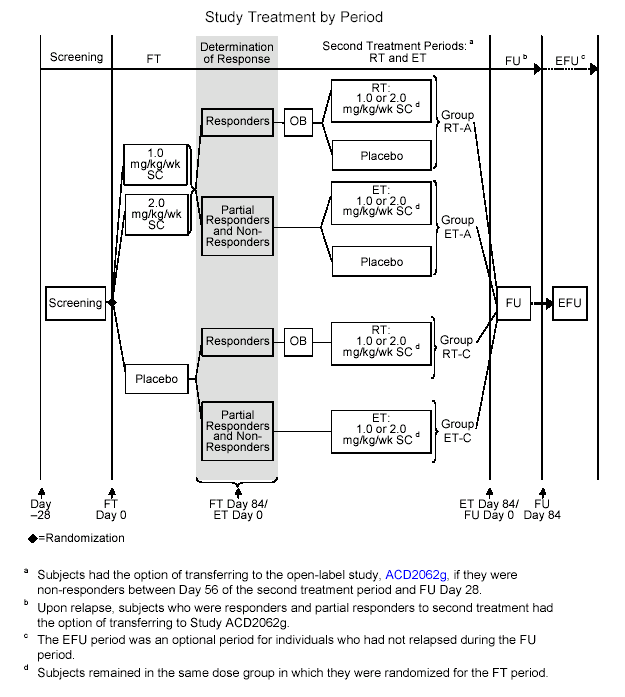 Study Treatment by Period
Screening
FT
Determination
of Response
Second Treatment Periods: a
RT and ET
FU b
EFU c
Responders
OB
RT:
1.0 or 2.0
mg/kg/wk SC d
Placebo
Group
RT-A
1.0
mg/kg/wk
SC
2.0
mg/kg/wk
SC
Partial
Responders
and Non-
Responders
ET:
1.0 or 2.0
mg/kg/wk SC d
Placebo
Group
ET-A
Screening
FU
EFU
Placebo
Responders
OB
RT:
1.0 or 2.0
mg/kg/wk SC d
Group
RT-C
Partial
Responders
and Non-
Responders
ET:
1.0 or 2.0
mg/kg/wk SC d
Group
ET-C
Day
–28
FT
Day 0
FT Day 84/
ET Day 0
ET Day 84/
FU Day 0
FU
Day 84
◆=Randomization
a Subjects had the option of transferring to the open-label study, ACD2062g, if they were
non-responders between Day 56 of the second treatment period and FU Day 28.
b Upon relapse, subjects who were responders and partial responders to second treatment had
the option of transferring to Study ACD2062g.
c The EFU period was an optional period for individuals who had not relapsed during the FU
period.
d Subjects remained in the same dose group in which they were randomized for the FT period.